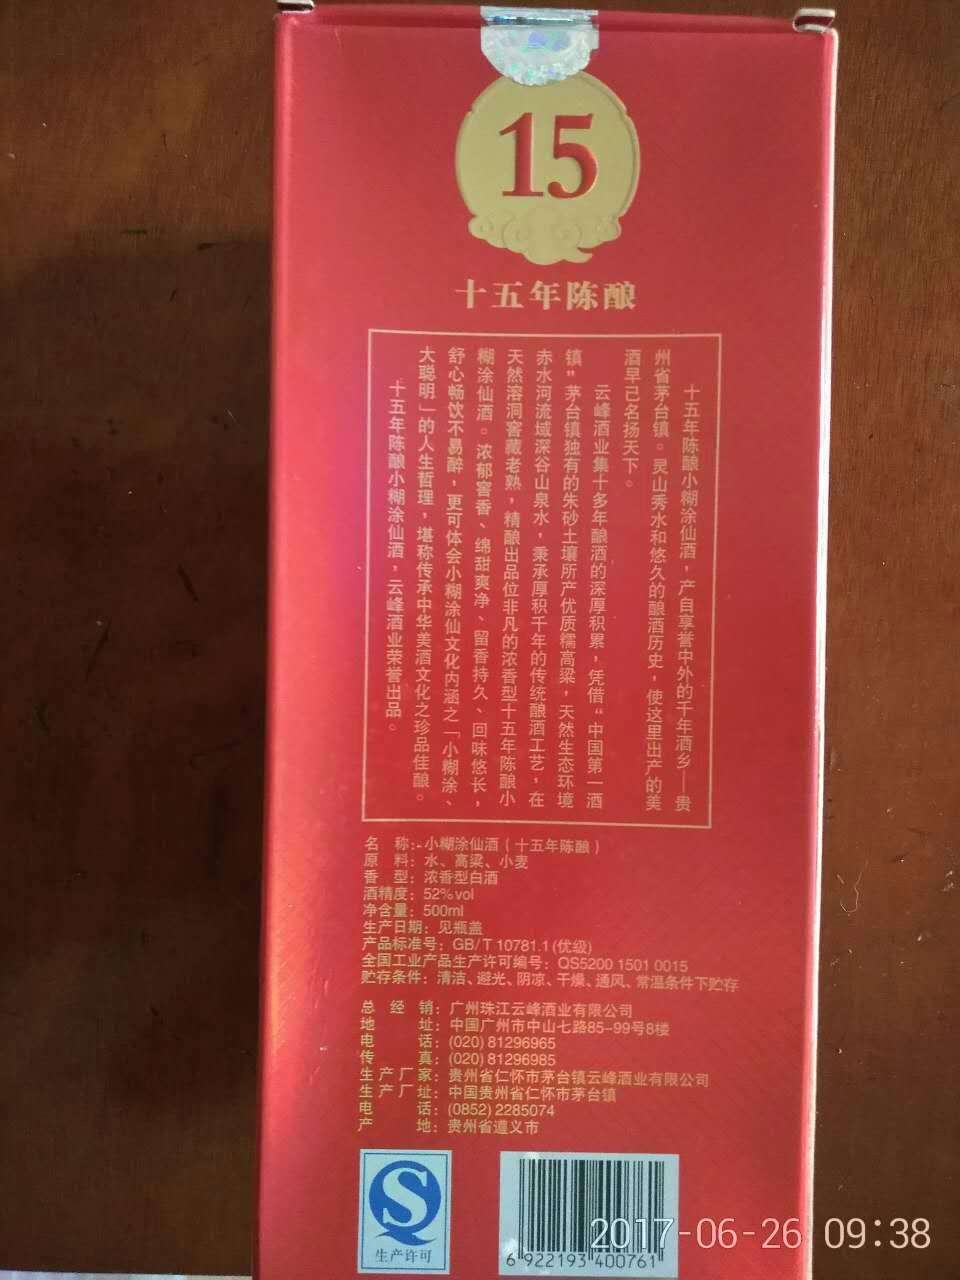 15
十五年陈酿
十五年陈酿小糊涂仙酒，产自享誉中外的千年酒乡——贵
州省茅台镇。灵山秀水和悠久的酿酒历史，使这里出产的美
酒早已名扬天下。
云峰酒业集十多年酿酒的深厚积累，凭借“中国第一酒
镇”茅台镇独有的朱砂土壤所产优质糯高粱，天然生态环境
赤水河流域深谷山泉水，秉承厚积千年的传统酿酒工艺，在
天然溶洞窖藏老熟，精酿出品位非凡的浓香型十五年陈酿小
糊涂仙酒。浓郁窖香、绵甜爽净、留香持久、回味悠长，
舒心畅饮不易醉，更可体会小糊涂仙文化内涵之「小糊涂、
大聪明」的人生哲理，堪称传承中华美酒文化之珍品佳酿。
十五年陈酿小糊涂仙酒，云峰酒业荣誉出品。
名 称：小糊涂仙酒（十五年陈酿）
原 料：水、高粱、小麦
香 型：浓香型白酒
酒精度：52%vol
净含量：500ml
生产日期：见瓶盖
产品标准号：GB/T 10781.1(优级)
全国工业产品生产许可编号：QS5200 1501 0015
贮存条件：清洁、避光、阴凉、干燥、通风、常温条件下贮存
总 经 销：广州珠江云峰酒业有限公司
地 址：中国广州市中山七路85-99号8楼
电 话：(020)81296965
传 真：(020)81296985
生产厂家：贵州省仁怀市茅台镇云峰酒业有限公司
生产厂址：中国贵州省仁怀市茅台镇
电 话：(0852)2285074
产 地：贵州省遵义市
生产许可
6 922193 400761
2017-06-26 09:38